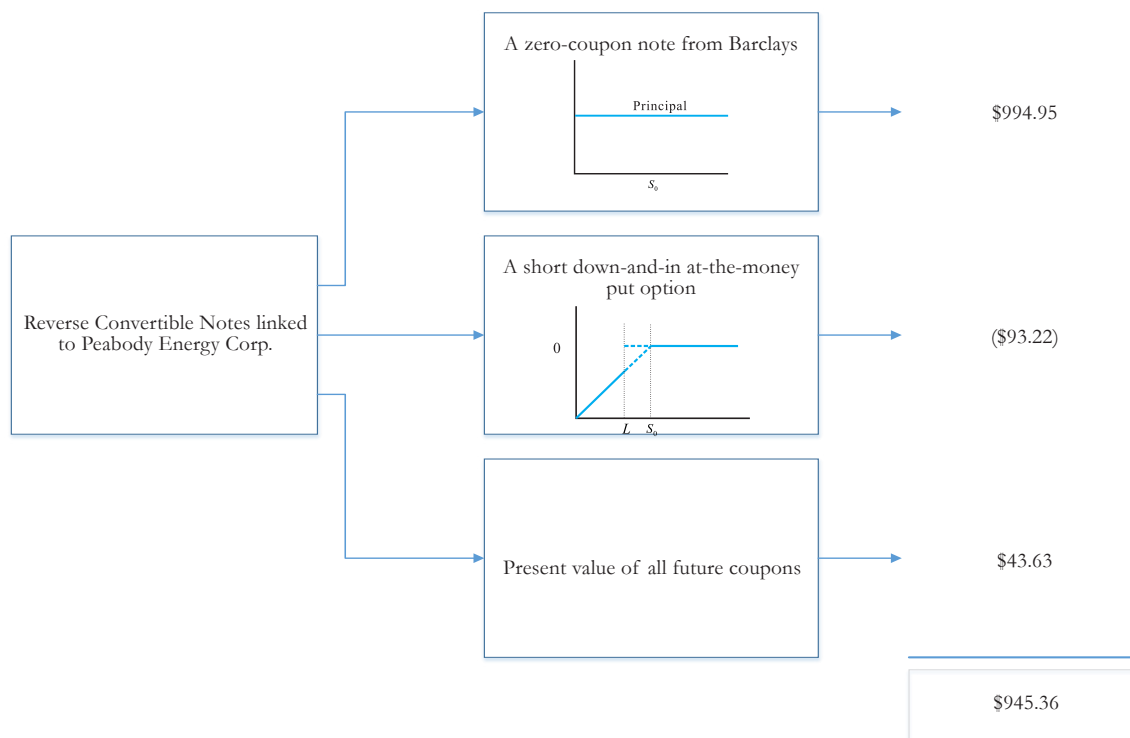 A zero-coupon note from Barclays
Principal
S₀
$994.95
Reverse Convertible Notes linked
to Peabody Energy Corp.
A short down-and-in at-the-money
put option
0
L S₀
($93.22)
Present value of all future coupons
$43.63
$945.36